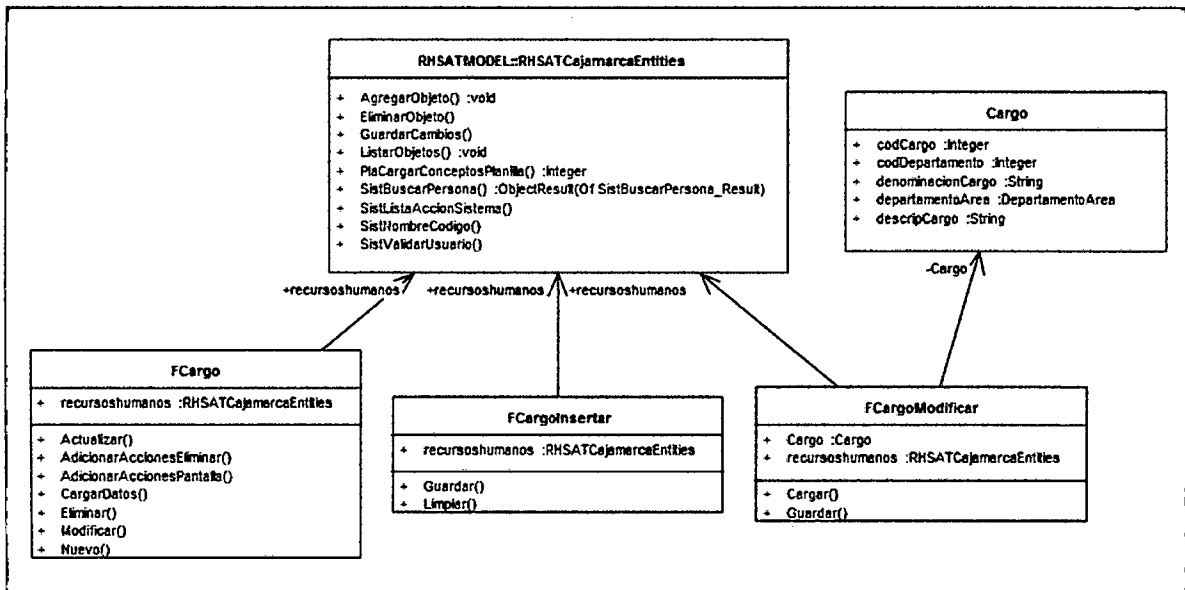 RHSATMODEL::RHSATCajamarcaEntities
+ AgregarObjeto() :void
+ EliminarObjeto()
+ GuardarCambios()
+ ListarObjetos() :void
+ PlaCargarConceptosPlanilla() :Integer
+ SistBuscarPersona() :ObjectResult(Of SistBuscarPersona_Result)
+ SistListaAccionSistema()
+ SistNombreCodigo()
+ SistValidarUsuario()
Cargo
+ codCargo :Integer
+ codDepartamento :Integer
+ denominacionCargo :String
+ departamentoArea :DepartamentoArea
+ descripCargo :String
-Cargo
+recursoshumanos
+recursoshumanos
+recursoshumanos
FCargo
+ recursoshumanos :RHSATCajamarcaEntities
+ Actualizar()
+ AdicionarAccionesEliminar()
+ AdicionarAccionesPantalla()
+ CargarDatos()
+ Eliminar()
+ Modificar()
+ Nuevo()
FCargoInsertar
+ recursoshumanos :RHSATCajamarcaEntities
+ Guardar()
+ Limpiar()
FCargoModificar
+ Cargo :Cargo
+ recursoshumanos :RHSATCajamarcaEntities
+ Cargar()
+ Guardar()